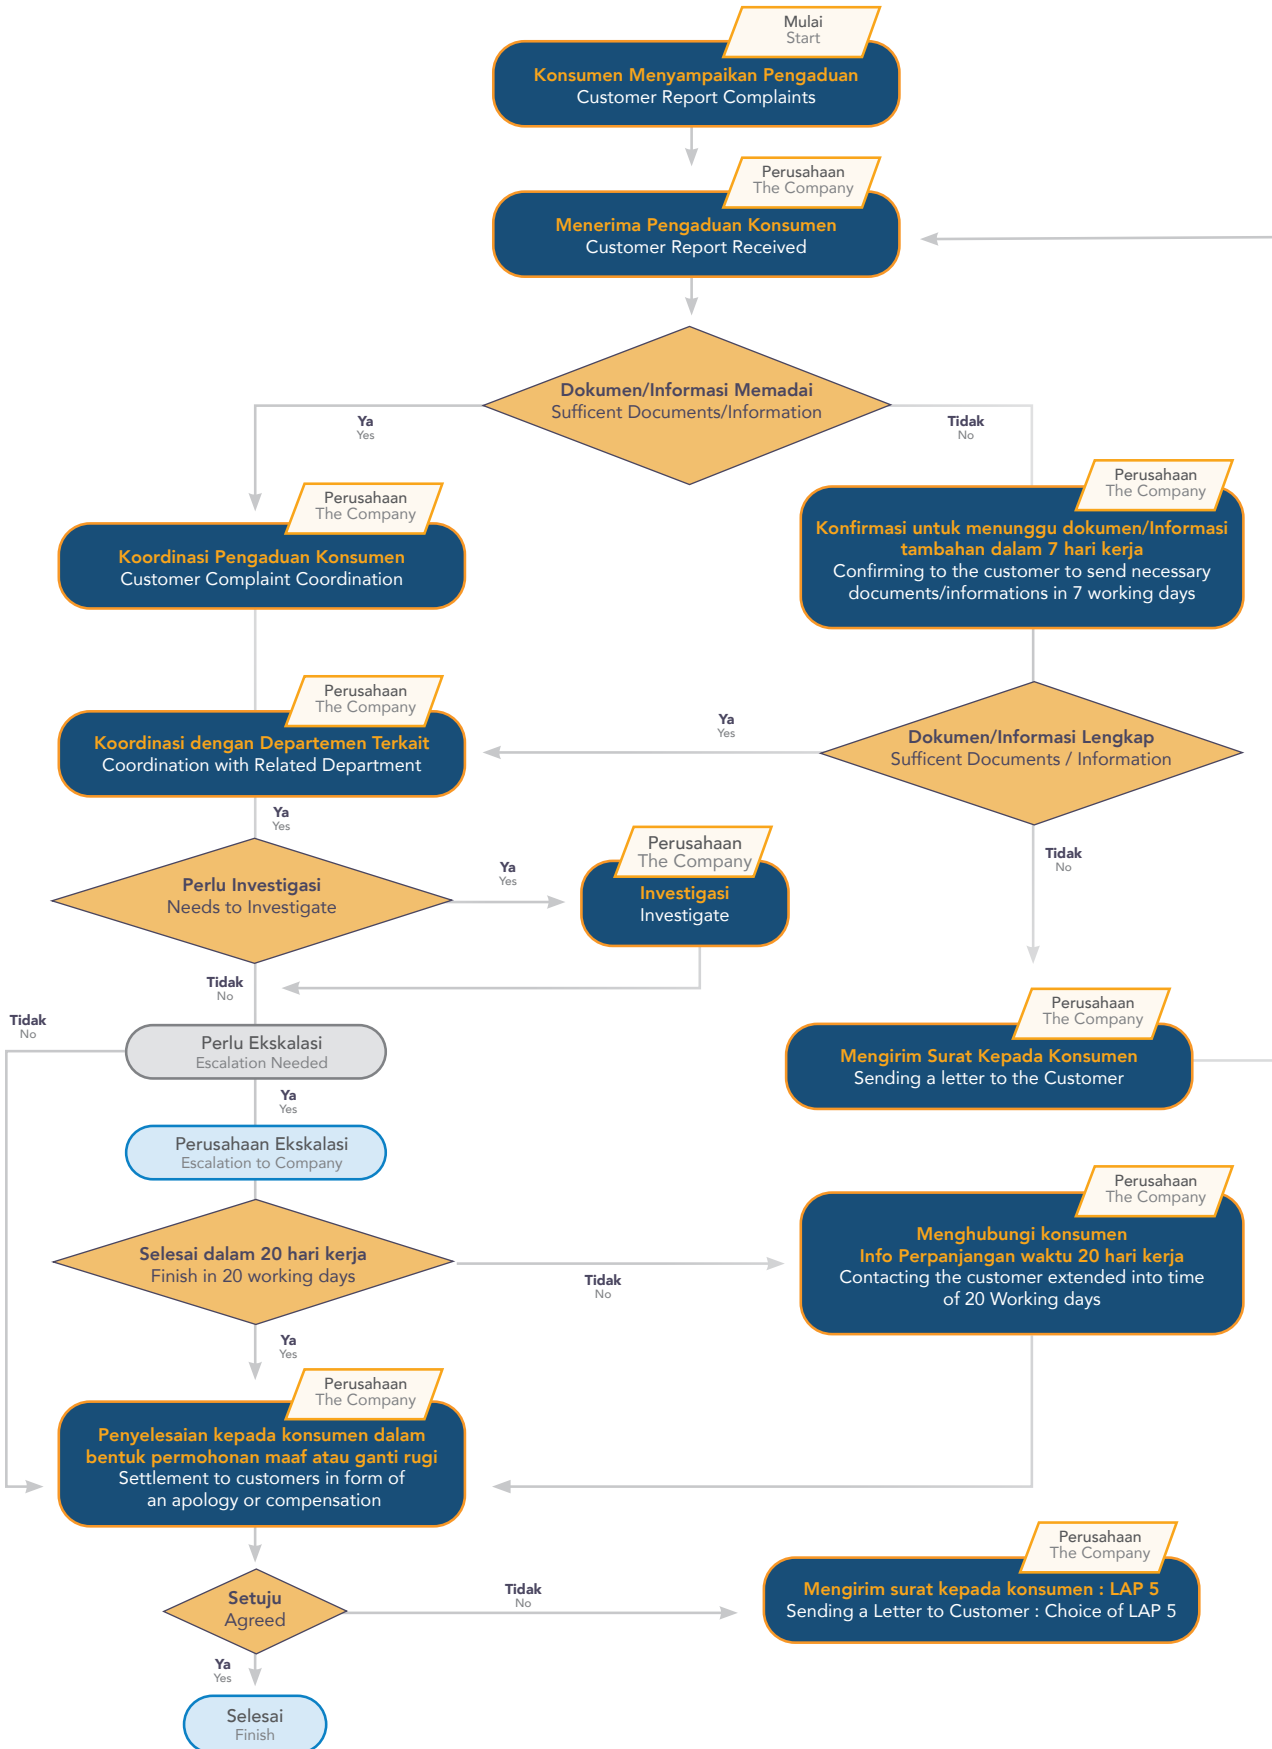 Mulai
Start
Konsumen Menyampaikan Pengaduan
Customer Report Complaints
Perusahaan
The Company
Menerima Pengaduan Konsumen
Customer Report Received
Dokumen/Informasi Memadai
Sufficent Documents/Information
Ya
Yes
Tidak
No
Perusahaan
The Company
Koordinasi Pengaduan Konsumen
Customer Complaint Coordination
Perusahaan
The Company
Konfirmasi untuk menunggu dokumen/Informasi
tambahan dalam 7 hari kerja
Confirming to the customer to send necessary
documents/informations in 7 working days
Perusahaan
The Company
Koordinasi dengan Departemen Terkait
Coordination with Related Department
Ya
Yes
Dokumen/Informasi Lengkap
Sufficent Documents / Information
Ya
Yes
Perlu Investigasi
Needs to Investigate
Ya
Yes
Perusahaan
The Company
Investigasi
Investigate
Tidak
No
Tidak
No
Tidak
No
Perlu Ekskalasi
Escalation Needed
Perusahaan
The Company
Mengirim Surat Kepada Konsumen
Sending a letter to the Customer
Ya
Yes
Perusahaan Ekskalasi
Escalation to Company
Selesai dalam 20 hari kerja
Finish in 20 working days
Tidak
No
Perusahaan
The Company
Menghubungi konsumen
Info Perpanjangan waktu 20 hari kerja
Contacting the customer extended into time
of 20 Working days
Ya
Yes
Perusahaan
The Company
Penyelesaian kepada konsumen dalam
bentuk permohonan maaf atau ganti rugi
Settlement to customers in form of
an apology or compensation
Setuju
Agreed
Tidak
No
Perusahaan
The Company
Mengirim surat kepada konsumen : LAP 5
Sending a Letter to Customer : Choice of LAP 5
Ya
Yes
Selesai
Finish